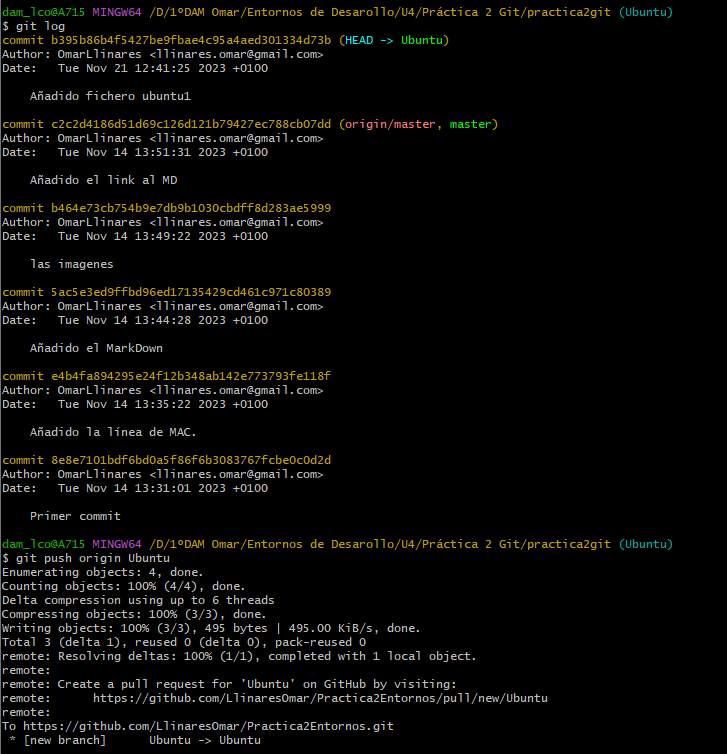 dam_lco@A715 MINGW64 /D/1ºDAM Omar/Entornos de Desarollo/U4/Práctica 2 Git/practica2git (Ubuntu)
$ git log
commit b395b86b4f5427be9fbae4c95a4aed301334d73b (HEAD -> Ubuntu)
Author: OmarLlinares <llinares.omar@gmail.com>
Date:   Tue Nov 21 12:41:25 2023 +0100

    Añadido fichero ubuntu1

commit c2c2d4186d51d69c126d121b79427ec788cb07dd (origin/master, master)
Author: OmarLlinares <llinares.omar@gmail.com>
Date:   Tue Nov 14 13:51:31 2023 +0100

    Añadido el link al MD

commit b464e73cb754b9e7db9b1030cbdff8d283ae5999
Author: OmarLlinares <llinares.omar@gmail.com>
Date:   Tue Nov 14 13:49:22 2023 +0100

    las imagenes

commit 5ac5e3ed9ffbd96ed17135429cd461c971c80389
Author: OmarLlinares <llinares.omar@gmail.com>
Date:   Tue Nov 14 13:44:28 2023 +0100

    Añadido el MarkDown

commit e4b4fa894295e24f12b348ab142e773793fe118f
Author: OmarLlinares <llinares.omar@gmail.com>
Date:   Tue Nov 14 13:35:22 2023 +0100

    Añadido la línea de MAC.

commit 8e8e7101bdf6bd0a5f86f6b3083767fcbe0c0d2d
Author: OmarLlinares <llinares.omar@gmail.com>
Date:   Tue Nov 14 13:31:01 2023 +0100

    Primer commit

dam_lco@A715 MINGW64 /D/1ºDAM Omar/Entornos de Desarollo/U4/Práctica 2 Git/practica2git (Ubuntu)
$ git push origin Ubuntu
Enumerating objects: 4, done.
Counting objects: 100% (4/4), done.
Delta compression using up to 6 threads
Compressing objects: 100% (3/3), done.
Writing objects: 100% (3/3), 495 bytes | 495.00 KiB/s, done.
Total 3 (delta 1), reused 0 (delta 0), pack-reused 0
remote: Resolving deltas: 100% (1/1), completed with 1 local object.
remote:
remote: Create a pull request for 'Ubuntu' on GitHub by visiting:
remote:      https://github.com/LlinaresOmar/Practica2Entornos/pull/new/Ubuntu
remote:
To https://github.com/LlinaresOmar/Practica2Entornos.git
 * [new branch]      Ubuntu -> Ubuntu